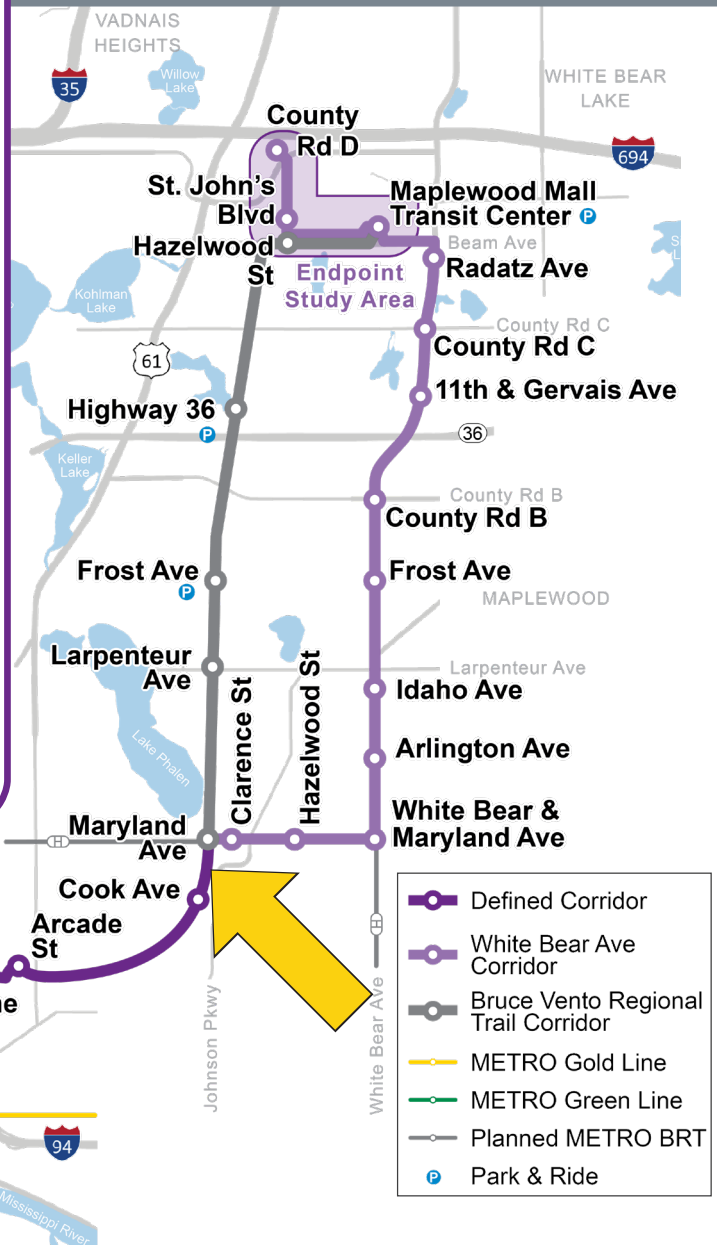 VADNAIS
HEIGHTS
35
Willow
Lake
WHITE BEAR
LAKE
694
County
Rd D
St. John's
Blvd
Maplewood Mall
Transit Center P
Hazelwood
St
Beam Ave
Radatz Ave
Endpoint
Study Area
Kohlman
Lake
County Rd C
County Rd C
61
11th & Gervais Ave
Highway 36
P
36
Keller
Lake
County Rd B
County Rd B
Frost Ave
P
Frost Ave
MAPLEWOOD
Larpenteur
Ave
Larpenteur Ave
Idaho Ave
Clarence St
Hazelwood St
Lake Phalen
Arlington Ave
Maryland
Ave
H
White Bear &
Maryland Ave
Cook Ave
Arcade
St
H
Johnson Pkwy
White Bear Ave
94
Mississippi River
Defined Corridor
White Bear Ave
Corridor
Bruce Vento Regional
Trail Corridor
METRO Gold Line
METRO Green Line
Planned METRO BRT
P Park & Ride